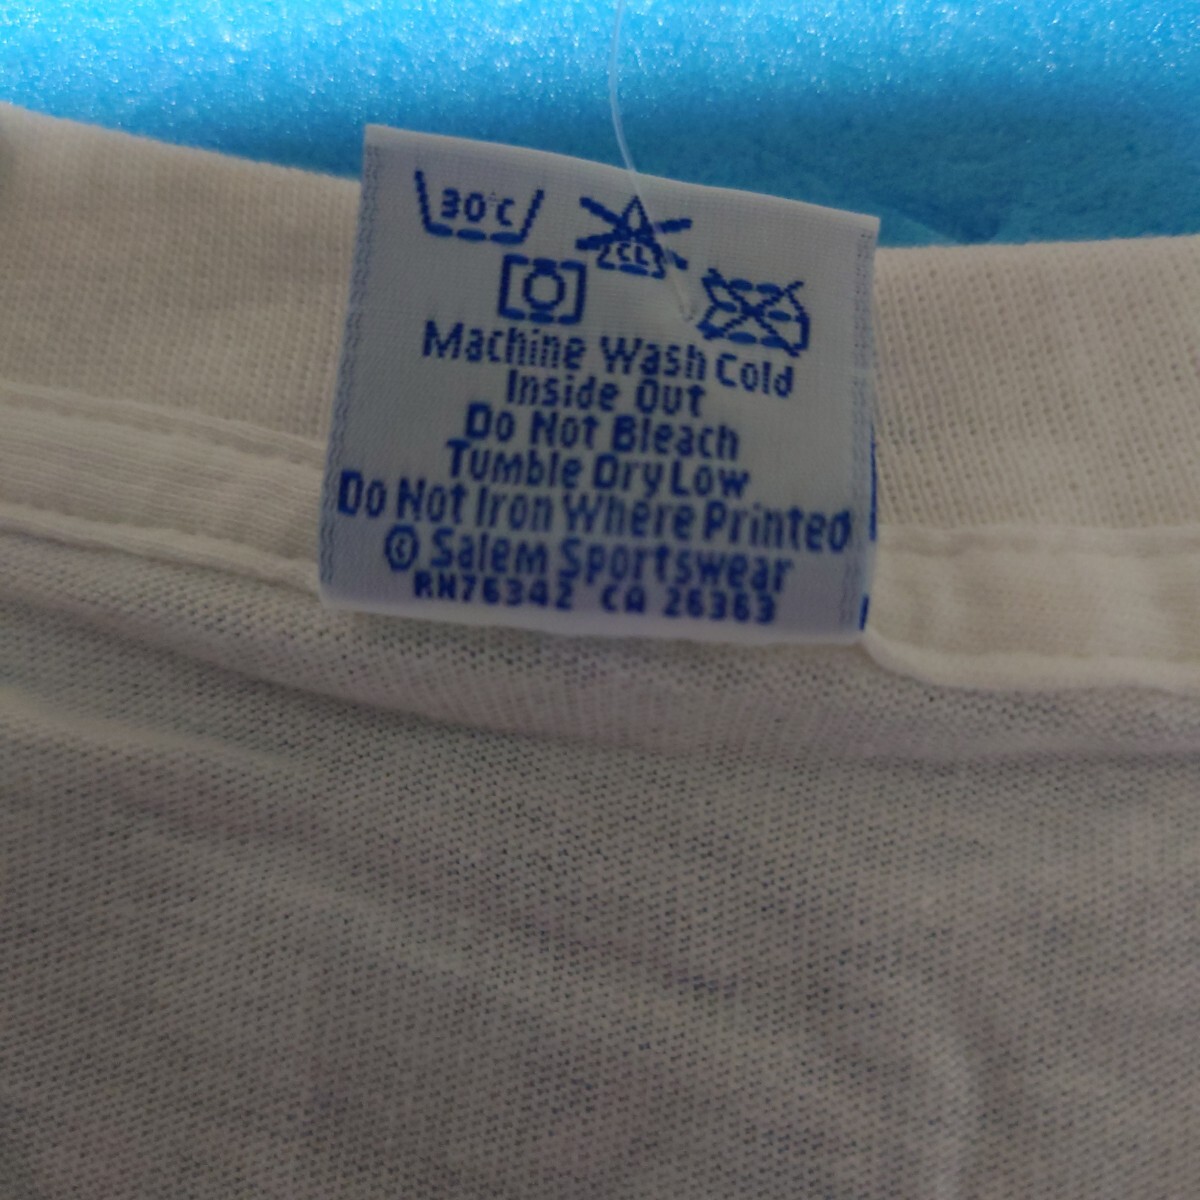 30°C
CL
Machine Wash Cold
Inside Out
Do Not Bleach
Tumble Dry Low
Do Not Iron Where Printed
© Salem Sportswear
RN76342 CA 26363